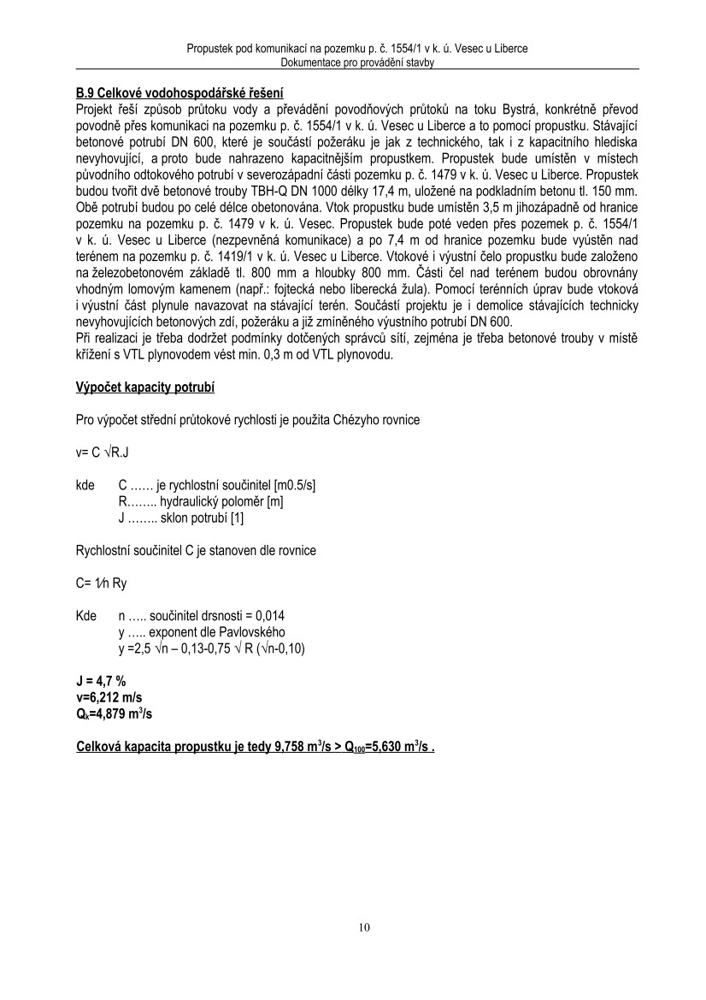 Propustek pod komunikací na pozemku p. č. 1554/1 v k. ú. Vesec u Liberce
Dokumentace pro provádění stavby
B.9 Celkové vodohospodářské řešení
Projekt řeší způsob průtoku vody a převádění povodňových průtoků na toku Bystrá, konkrétně převod
povodně přes komunikaci na pozemku p. č. 1554/1 v k. ú. Vesec u Liberce a to pomocí propustku. Stávající
betonové potrubí DN 600, které je součástí požeráku je jak z technického, tak i z kapacitního hlediska
nevyhovující, a proto bude nahrazeno kapacitnějším propustkem. Propustek bude umístěn v místech
původního odtokového potrubí v severozápadní části pozemku p. č. 1479 v k. ú. Vesec u Liberce. Propustek
budou tvořit dvě betonové trouby TBH-Q DN 1000 délky 17,4 m, uložené na podkladním betonu tl. 150 mm.
Obě potrubí budou po celé délce obetonována. Vtok propustku bude umístěn 3,5 m jihozápadně od hranice
pozemku na pozemku p. č. 1479 v k. ú. Vesec. Propustek bude poté veden přes pozemek p. č. 1554/1
v k. ú. Vesec u Liberce (nezpevněná komunikace) a po 7,4 m od hranice pozemku bude vyústěn nad
terénem na pozemku p. č. 1419/1 v k. ú. Vesec u Liberce. Vtokové i výustní čelo propustku bude založeno
na železobetonovém základě tl. 800 mm a hloubky 800 mm. Části čel nad terénem budou obrovnány
vhodným lomovým kamenem (např.: fojtecká nebo liberecká žula). Pomocí terénních úprav bude vtoková
i výustní část plynule navazovat na stávající terén. Součástí projektu je i demolice stávajících technicky
nevyhovujících betonových zdí, požeráku a již zmíněného výustního potrubí DN 600.
Při realizaci je třeba dodržet podmínky dotčených správců sítí, zejména je třeba betonové trouby v místě
křížení s VTL plynovodem vést min. 0,3 m od VTL plynovodu.
Výpočet kapacity potrubí
Pro výpočet střední průtokové rychlosti je použita Chézyho rovnice
v= C √R.J
kde C …… je rychlostní součinitel [m0.5/s]
R…….. hydraulický poloměr [m]
J …….. sklon potrubí [1]
Rychlostní součinitel C je stanoven dle rovnice
C= 1⁄n Ry
Kde n ….. součinitel drsnosti = 0,014
y ….. exponent dle Pavlovského
y =2,5 √n – 0,13-0,75 √ R (√n-0,10)
J = 4,7 %
v=6,212 m/s
Qk=4,879 m³/s
Celková kapacita propustku je tedy 9,758 m³/s > Q100=5,630 m³/s .
10